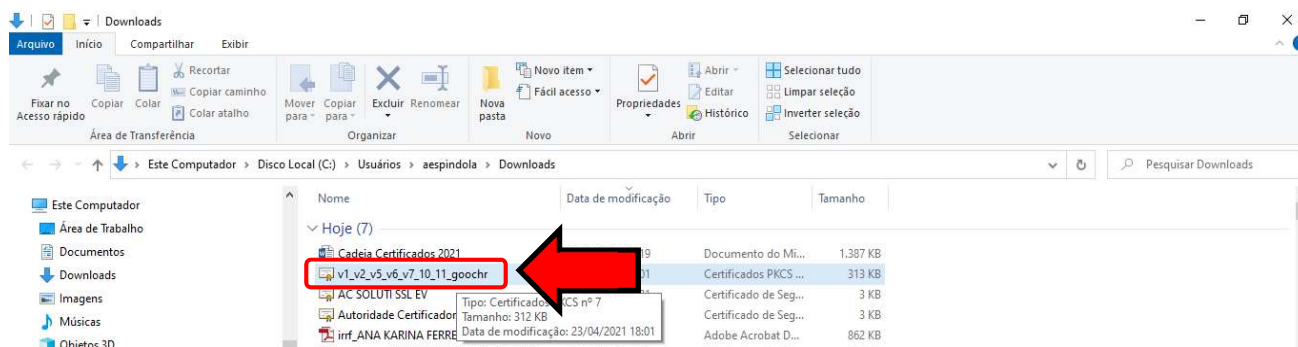 Downloads
Arquivo Início Compartilhar Exibir
Fixar no Acesso rápido
Copiar
Colar
Recortar
Copiar caminho
Colar atalho
Área de Transferência
Mover para
Copiar para
Excluir
Renomear
Organizar
Nova pasta
Novo item
Fácil acesso
Novo
Propriedades
Abrir
Editar
Histórico
Abrir
Selecionar tudo
Limpar seleção
Inverter seleção
Selecionar
Este Computador > Disco Local (C:) > Usuários > aespindola > Downloads
Pesquisar Downloads
Este Computador
Área de Trabalho
Documentos
Downloads
Imagens
Músicas
Objetos 3D
Nome Data de modificação Tipo Tamanho
Hoje (7)
Cadeia Certificados 2021 19 Documento do Mi... 1.387 KB
v1_v2_v5_v6_v7_10_11_goochr 01 Certificados PKCS ... 313 KB
AC SOLUTI SSL EV Certificado de Seg... 3 KB
Autoridade Certificador Certificado de Seg... 3 KB
irrf_ANA KARINA FERRE Adobe Acrobat D... 862 KB
Tipo: Certificados PKCS nº 7
Tamanho: 312 KB
Data de modificação: 23/04/2021 18:01